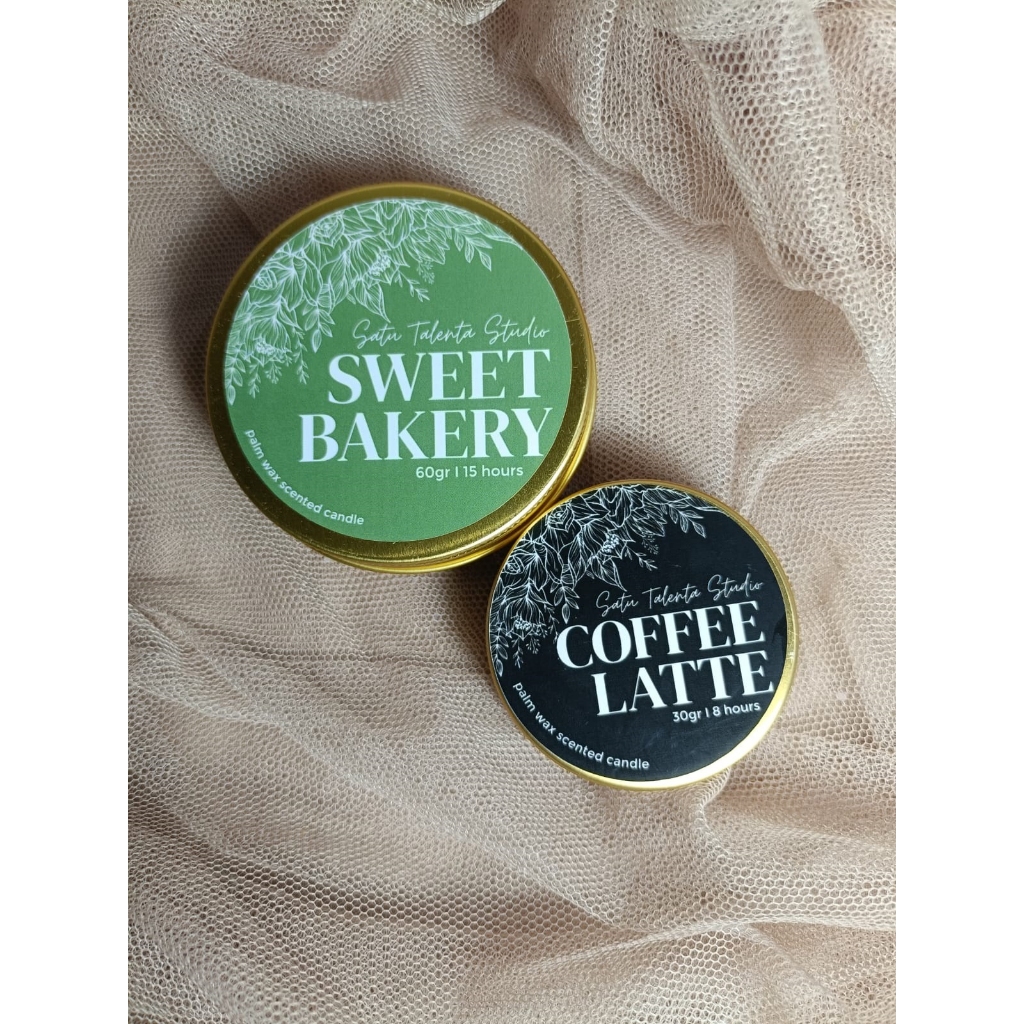 Satu Talenta Studio
SWEET
BAKERY
60gr | 15 hours
palm wax scented candle
Satu Talenta Studio
COFFEE
LATTE
30gr | 8 hours
palm wax scented candle